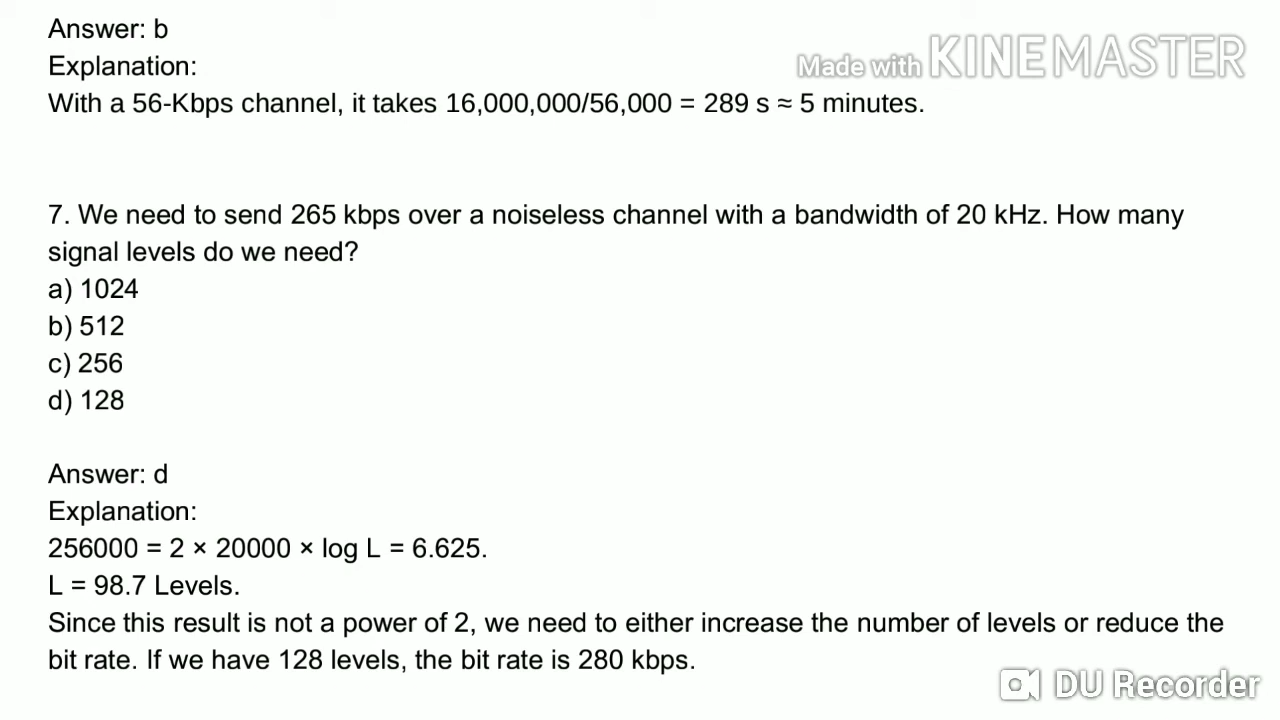 Answer: b
Made with KINEMASTER
Explanation:
With a 56-Kbps channel, it takes 16,000,000/56,000 = 289 s ≈ 5 minutes.
7. We need to send 265 kbps over a noiseless channel with a bandwidth of 20 kHz. How many
signal levels do we need?
a) 1024
b) 512
c) 256
d) 128
Answer: d
Explanation:
256000 = 2 × 20000 × log L = 6.625.
L = 98.7 Levels.
Since this result is not a power of 2, we need to either increase the number of levels or reduce the
bit rate. If we have 128 levels, the bit rate is 280 kbps.
DU Recorder